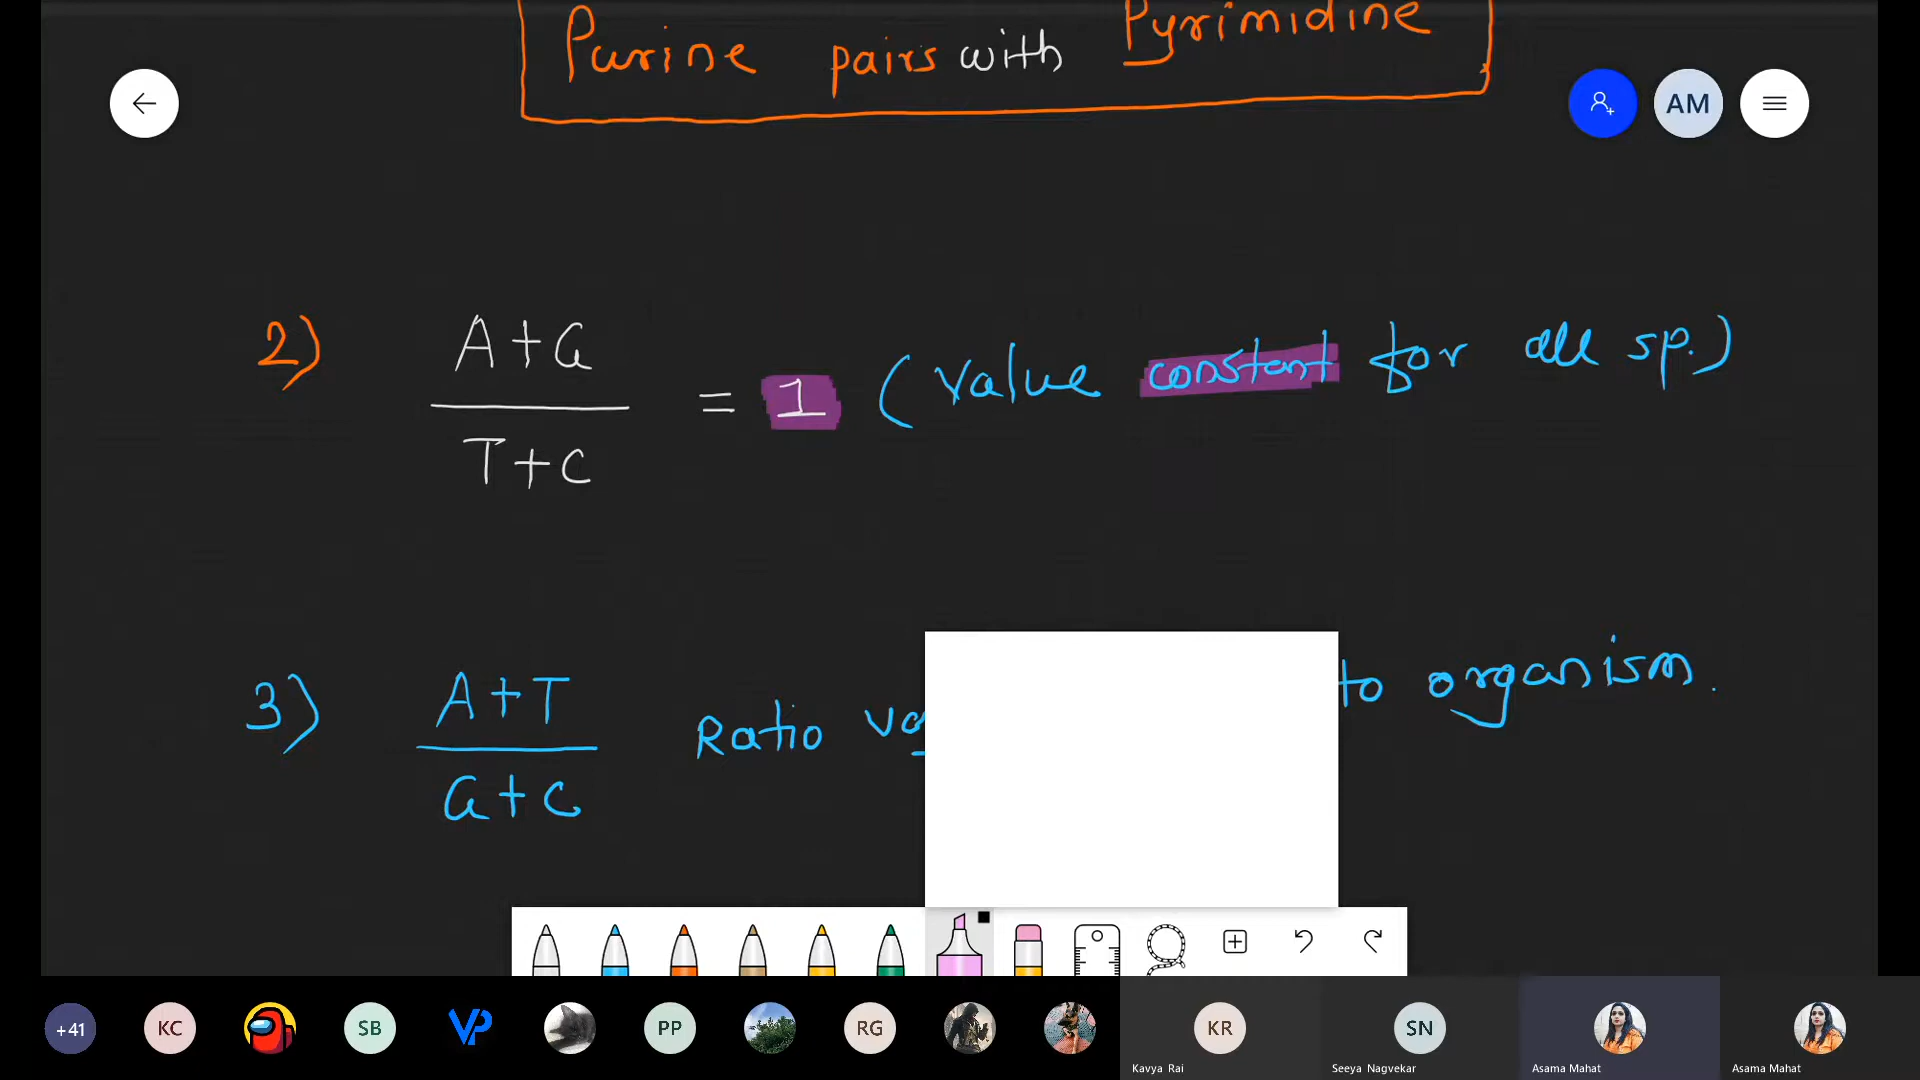 Purine pairs with Pyrimidine
AM
2) A+G
= 1 (Value constant for all sp.)
T+C
3) A+T
Ratio to organism.
G+C
+41 KC SB VP PP RG KR SN
Kavya Rai Seeya Nagvekar Asama Mahat Asama Mahat